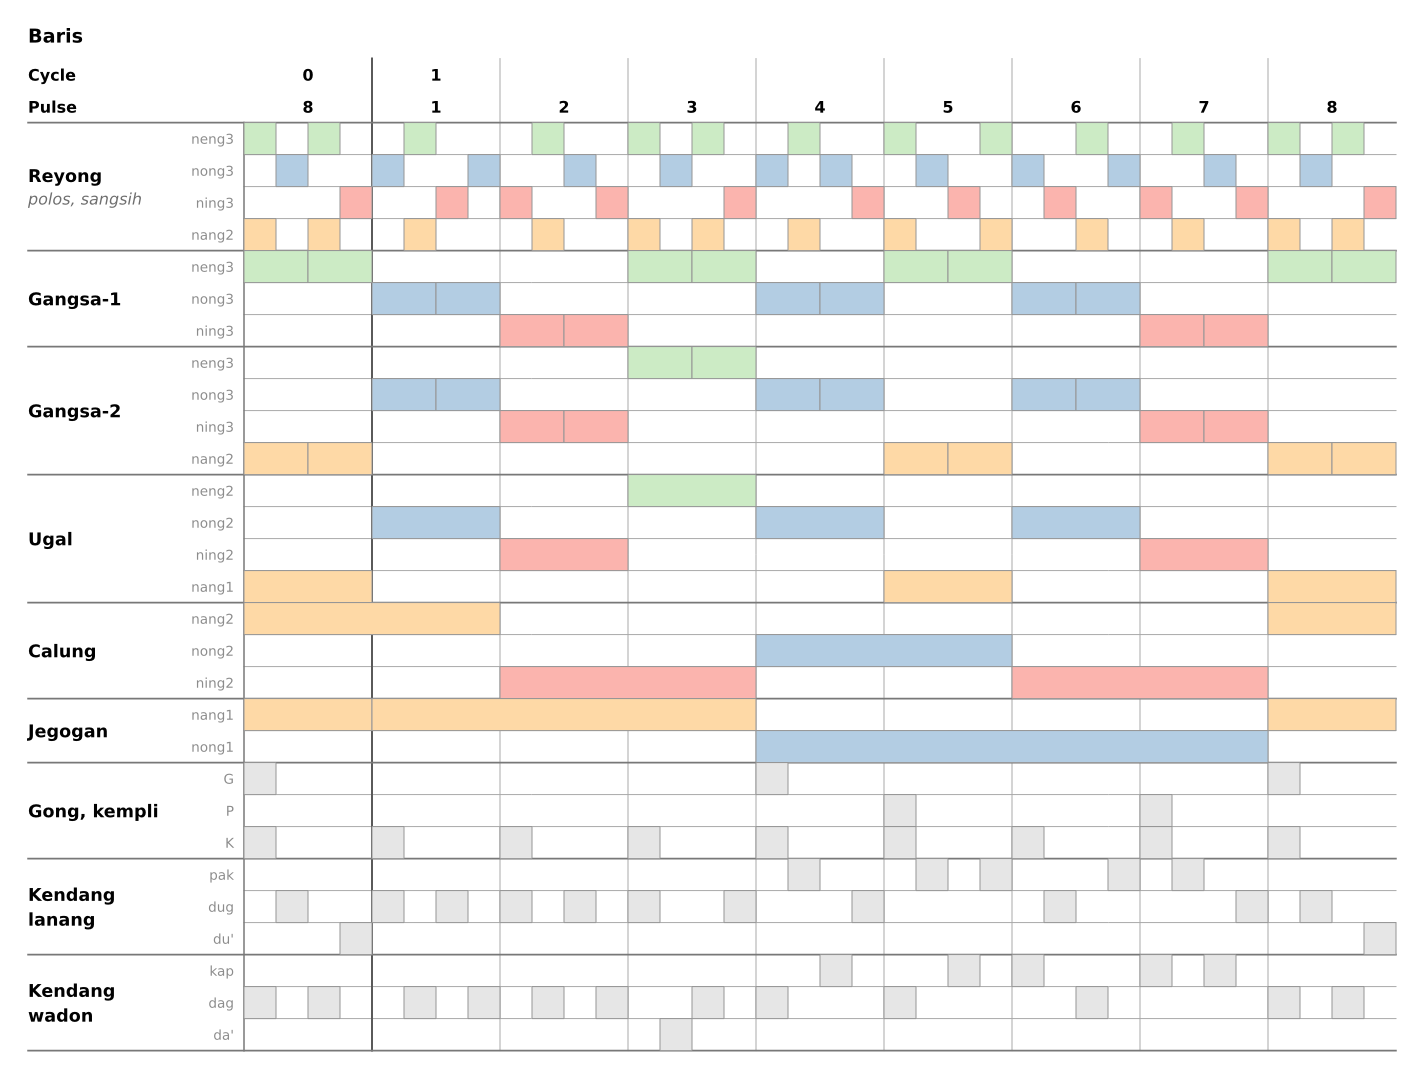 Baris
Cycle 0 1
Pulse 8 1 2 3 4 5 6 7 8
Reyong
polos, sangsih
neng3
nong3
ning3
nang2
Gangsa-1
neng3
nong3
ning3
Gangsa-2
neng3
nong3
ning3
nang2
Ugal
neng2
nong2
ning2
nang1
Calung
nang2
nong2
ning2
Jegogan
nang1
nong1
Gong, kempli
G
P
K
Kendang
lanang
pak
dug
du'
Kendang
wadon
kap
dag
da'